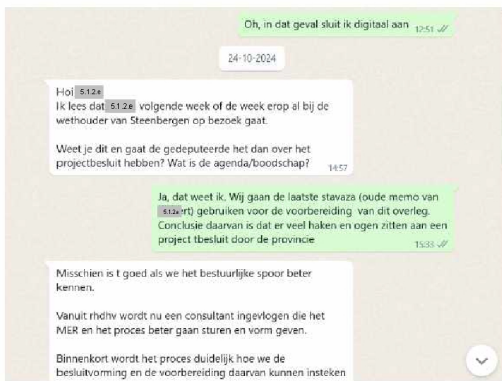 Oh, in dat geval sluit ik digitaal aan 12:51
24-10-2024
Hoi 5.1.2.e
Ik lees dat 5.1.2.e volgende week of de week erop al bij de
wethouder van Steenbergen op bezoek gaat.
Weet je dit en gaat de gedeputeerde het dan over het
projectbesluit hebben? Wat is de agenda/boodschap? 14:57
Ja, dat weet ik. Wij gaan de laatste stavaza (oude memo van
5.1.2.e rt) gebruiken voor de voorbereiding van dit overleg.
Conclusie daarvan is dat er veel haken en ogen zitten aan een
project tbesluit door de provincie 15:33
Misschien is t goed als we het bestuurlijke spoor beter
kennen.
Vanuit rhdhv wordt nu een consultant ingevlogen die het
MER en het proces beter gaan sturen en vorm geven.
Binnenkort wordt het proces duidelijk hoe we de
besluitvorming en de voorbereiding daarvan kunnen insteken